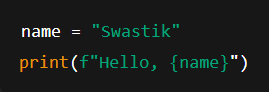 name = "Swastik"
print(f"Hello, {name}")